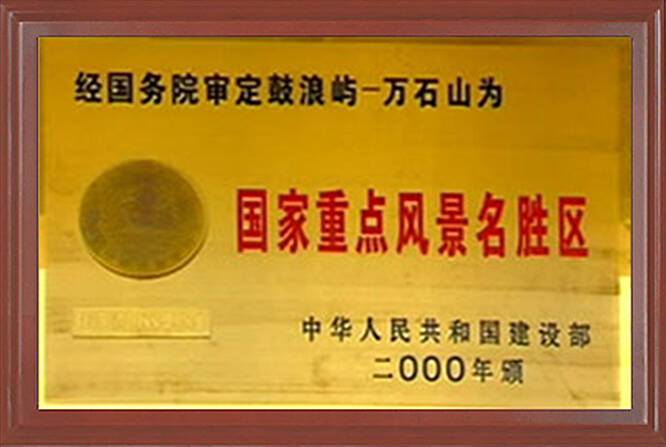 经国务院审定鼓浪屿一万石山为
国家重点风景名胜区
中华人民共和国建设部
二000年颁